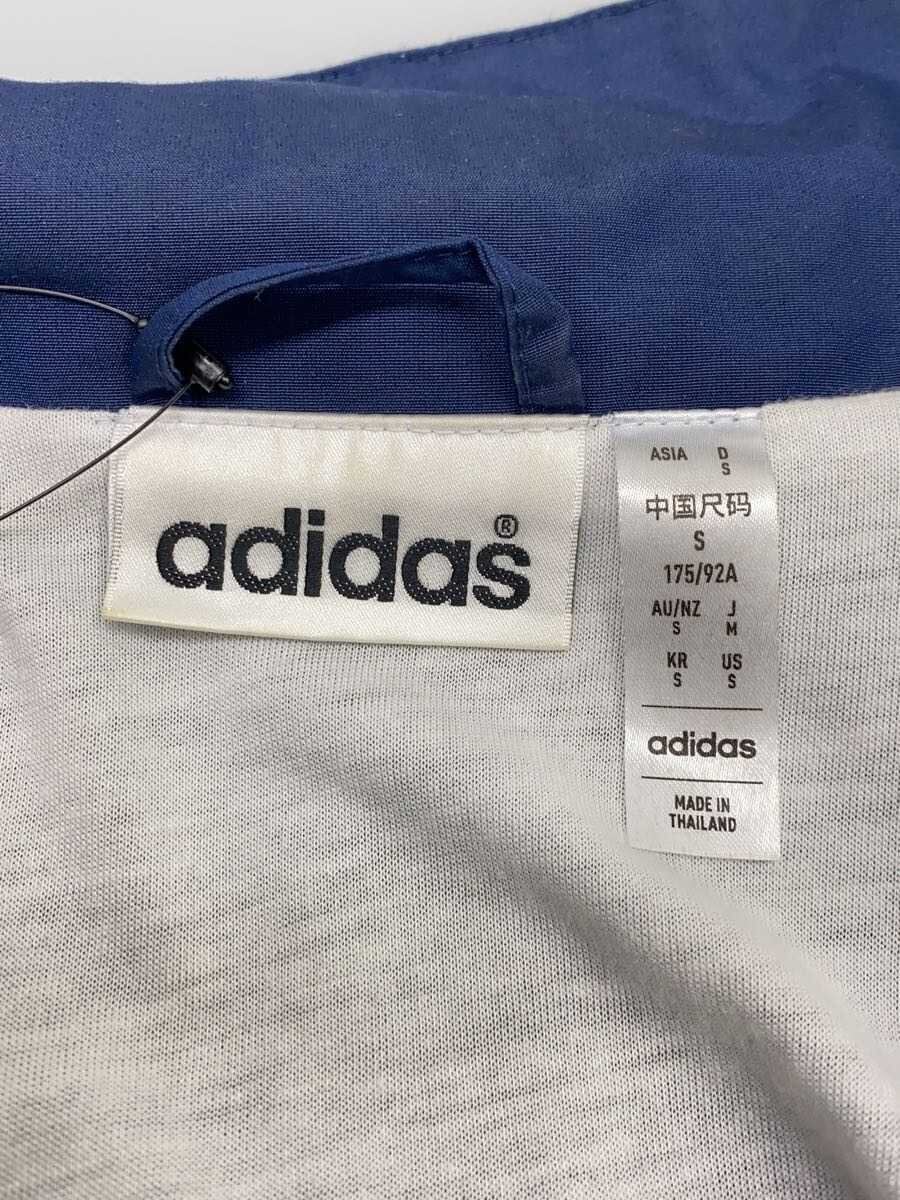 adidas®
ASIA D
S
中国尺码
S
175/92A
AU/NZ J
S M
KR US
S S
adidas
MADE IN
THAILAND